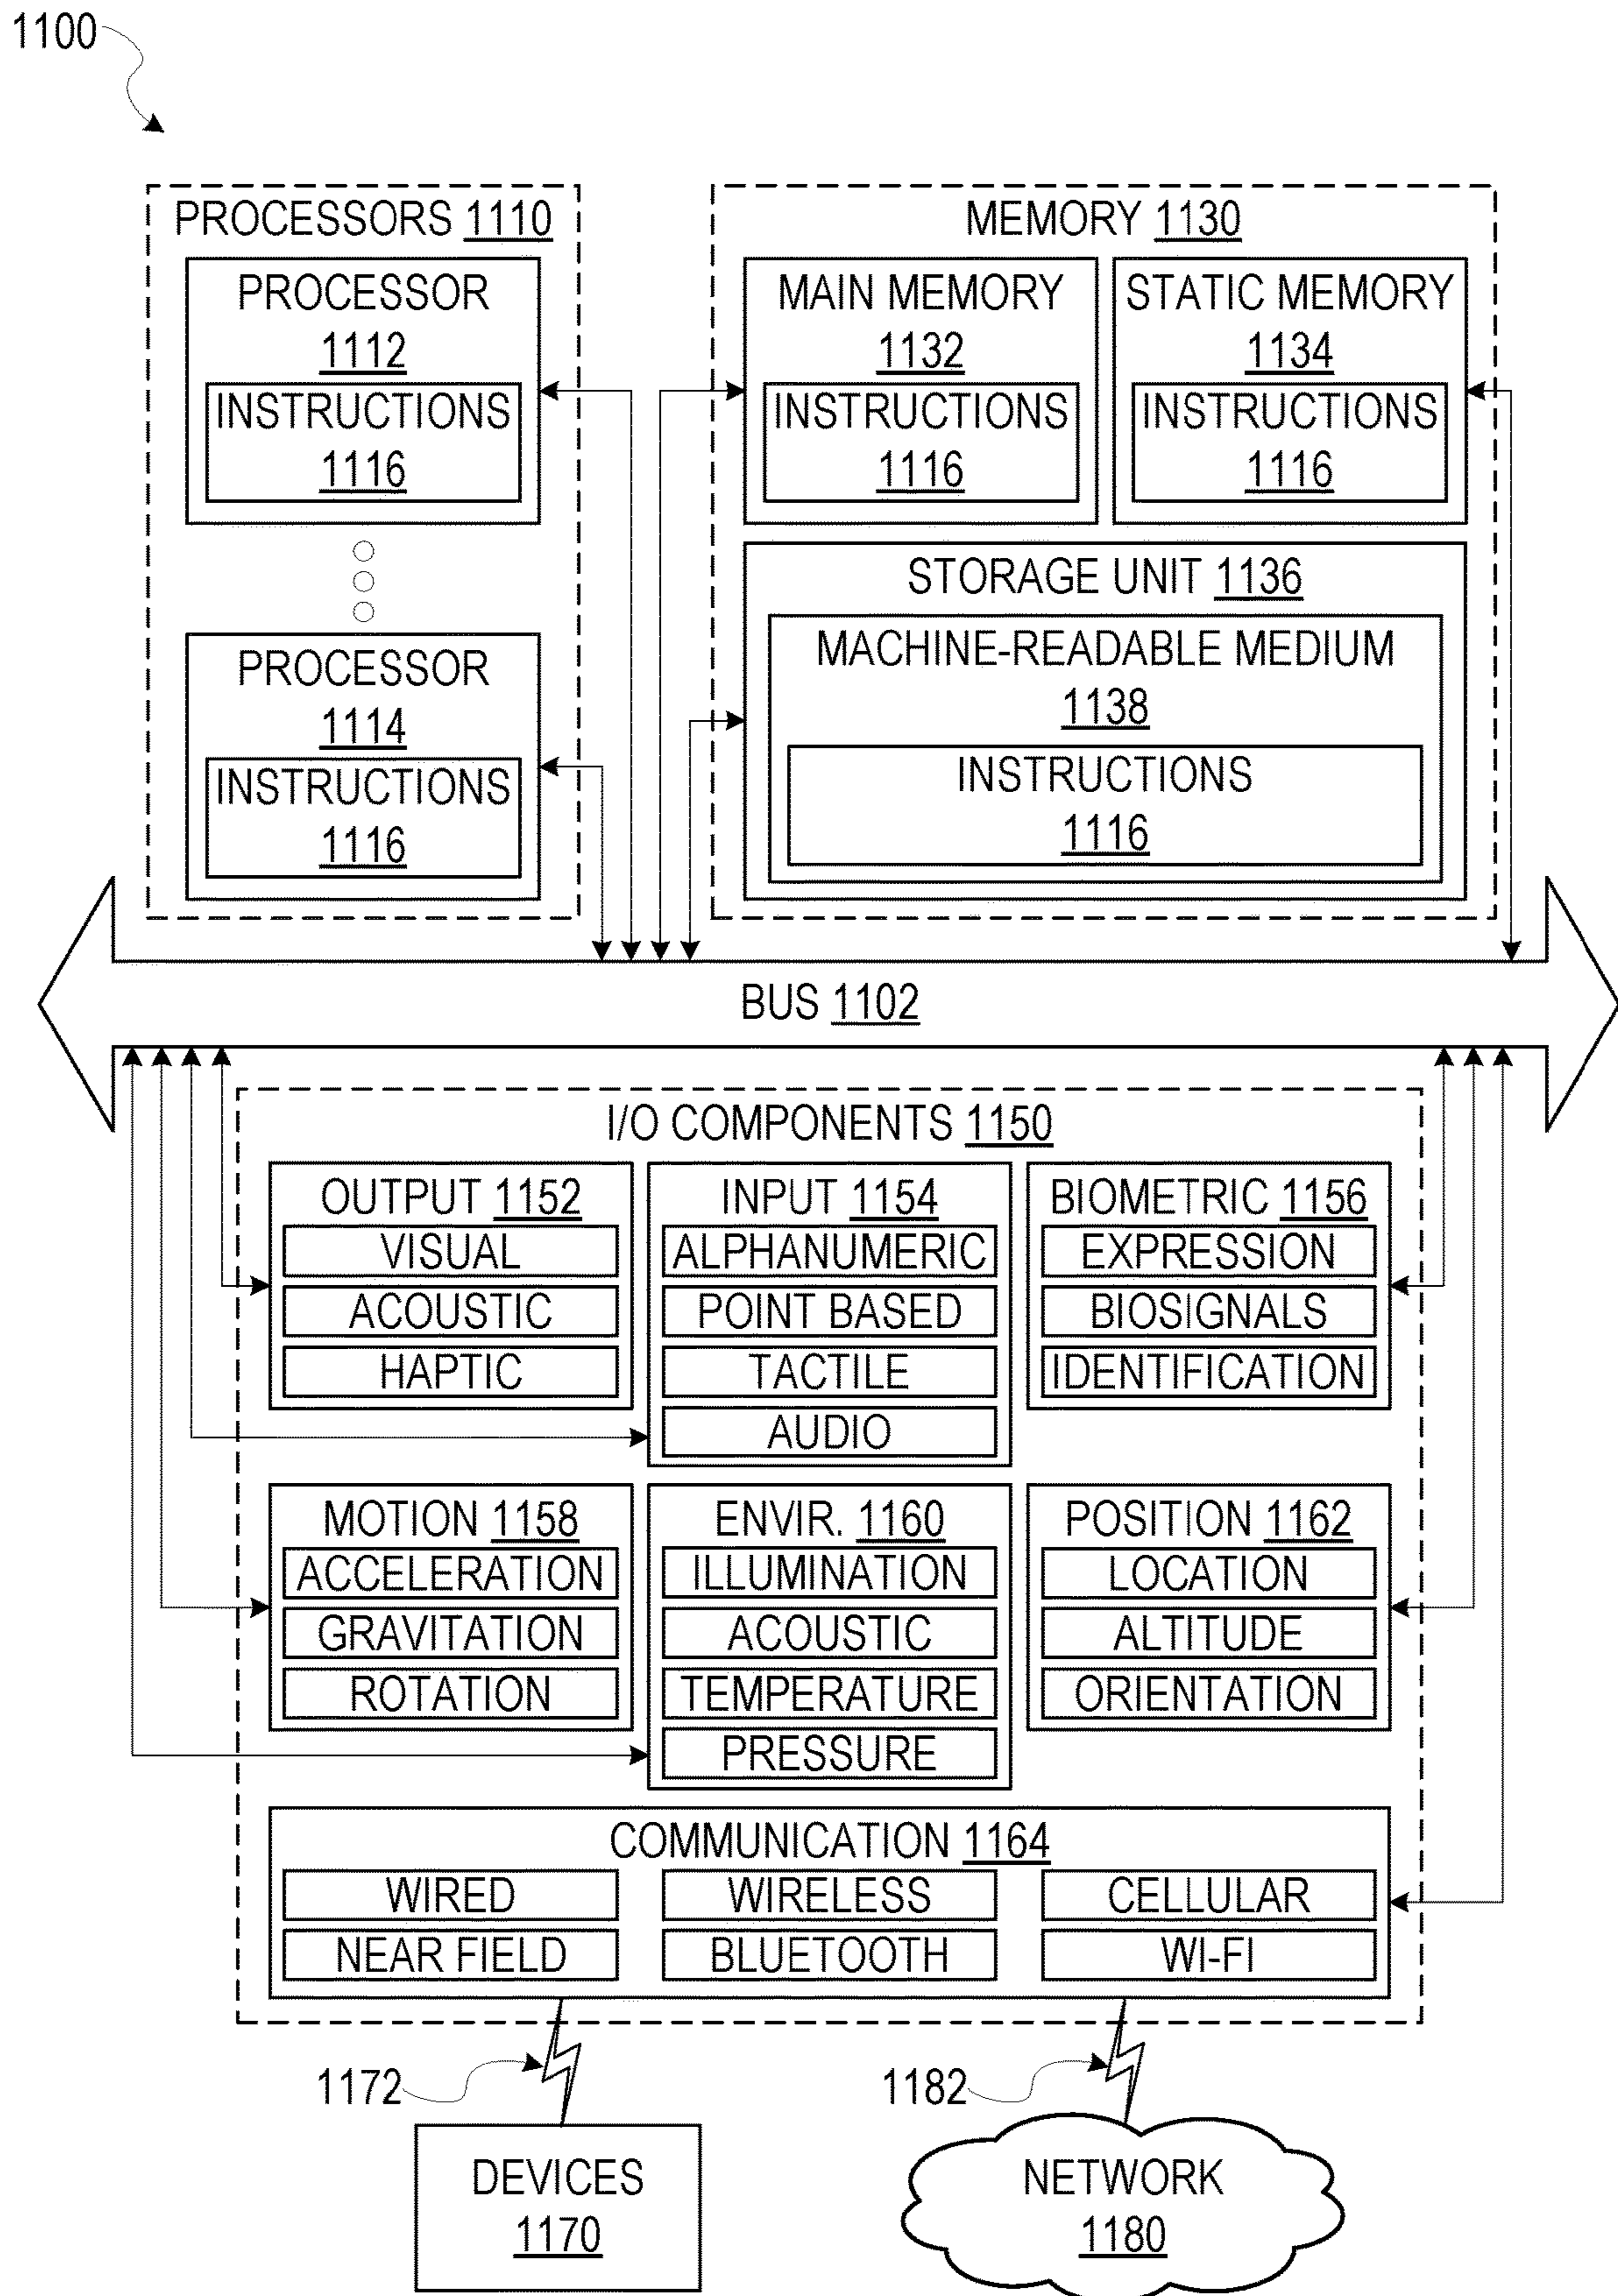 1100
PROCESSORS 1110
PROCESSOR
1112
INSTRUCTIONS
1116
PROCESSOR
1114
INSTRUCTIONS
1116
MEMORY 1130
MAIN MEMORY
1132
INSTRUCTIONS
1116
STATIC MEMORY
1134
INSTRUCTIONS
1116
STORAGE UNIT 1136
MACHINE-READABLE MEDIUM
1138
INSTRUCTIONS
1116
BUS 1102
I/O COMPONENTS 1150
OUTPUT 1152
VISUAL
ACOUSTIC
HAPTIC
INPUT 1154
ALPHANUMERIC
POINT BASED
TACTILE
AUDIO
BIOMETRIC 1156
EXPRESSION
BIOSIGNALS
IDENTIFICATION
MOTION 1158
ACCELERATION
GRAVITATION
ROTATION
ENVIR. 1160
ILLUMINATION
ACOUSTIC
TEMPERATURE
PRESSURE
POSITION 1162
LOCATION
ALTITUDE
ORIENTATION
COMMUNICATION 1164
WIRED
WIRELESS
CELLULAR
NEAR FIELD
BLUETOOTH
WI-FI
1172
1182
DEVICES
1170
NETWORK
1180